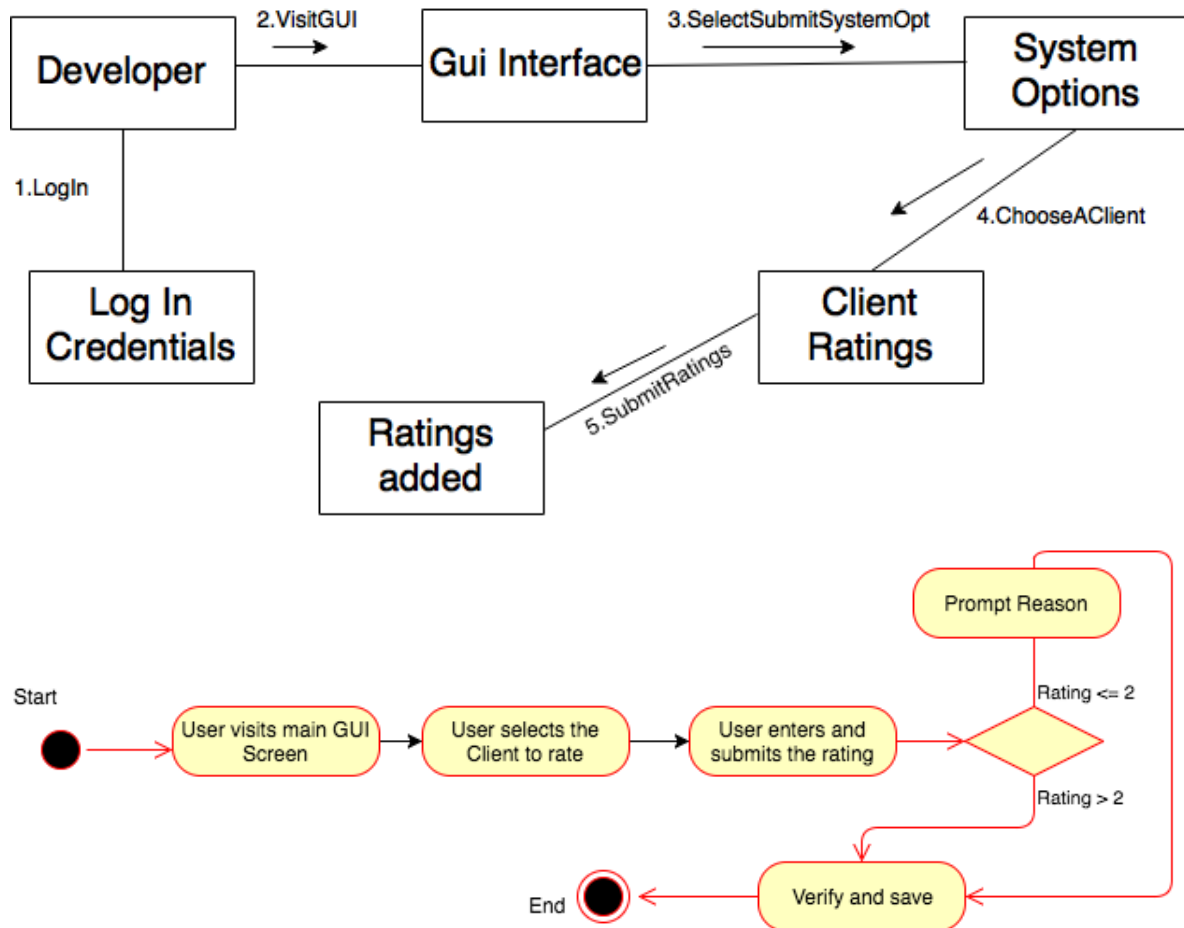 2.VisitGUI
3.SelectSubmitSystemOpt
Developer
Gui Interface
System
Options
1.LogIn
4.ChooseAClient
Log In
Credentials
Client
Ratings
5.SubmitRatings
Ratings
added
Prompt Reason
Rating <= 2
Start
User visits main GUI
Screen
User selects the
Client to rate
User enters and
submits the rating
Rating > 2
Verify and save
End